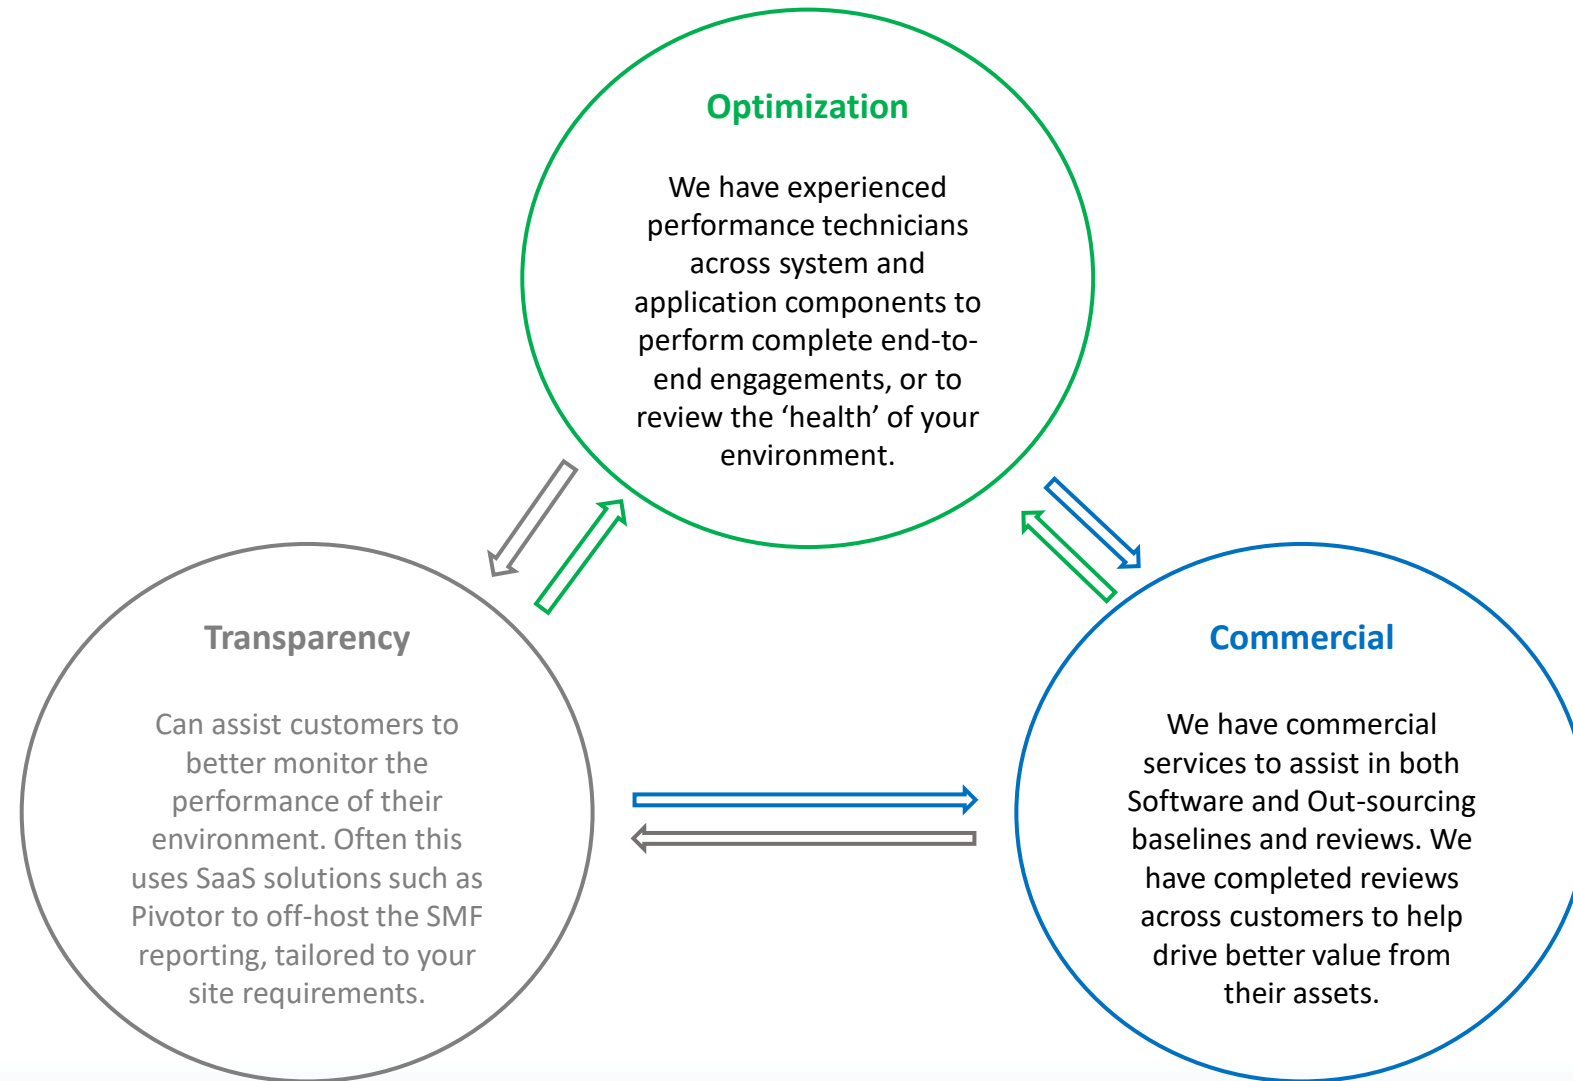 Optimization
We have experienced
performance technicians
across system and
application components to
perform complete end-to-
end engagements, or to
review the ‘health’ of your
environment.
Transparency
Can assist customers to
better monitor the
performance of their
environment. Often this
uses SaaS solutions such as
Pivotor to off-host the SMF
reporting, tailored to your
site requirements.
Commercial
We have commercial
services to assist in both
Software and Out-sourcing
baselines and reviews. We
have completed reviews
across customers to help
drive better value from
their assets.